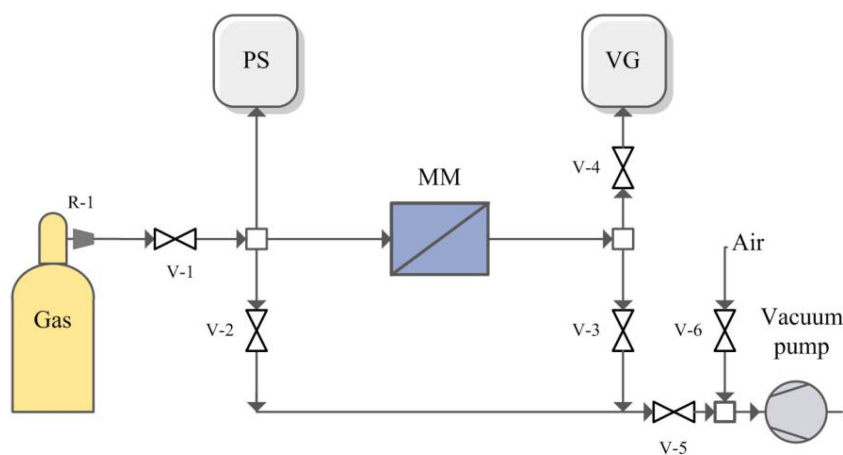 PS
VG
V-4
MM
R-1
V-1
Air
Gas
V-2
V-3
V-6
Vacuum
pump
V-5